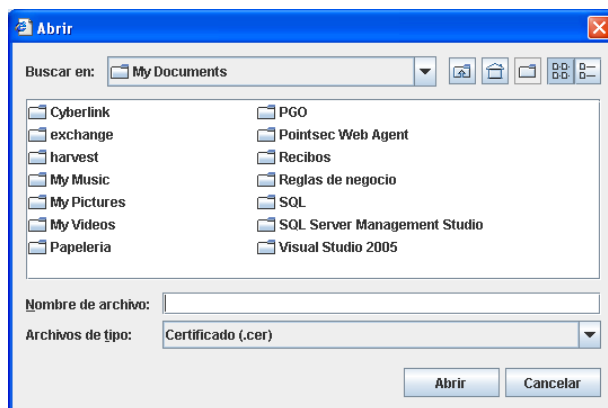 Abrir
Buscar en: My Documents
Cyberlink
exchange
harvest
My Music
My Pictures
My Videos
Papeleria
PGO
Pointsec Web Agent
Recibos
Reglas de negocio
SQL
SQL Server Management Studio
Visual Studio 2005
Nombre de archivo:
Archivos de tipo: Certificado (.cer)
Abrir Cancelar